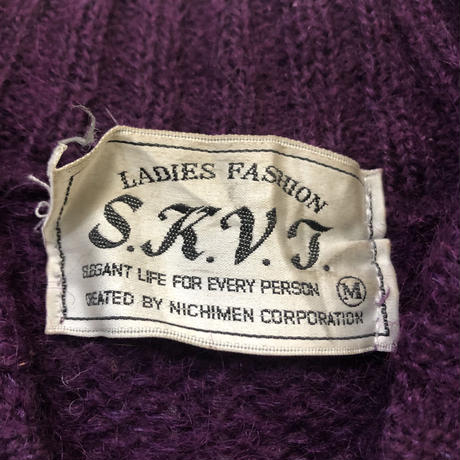 LADIES FASHION
S.K.V.T.
ELEGANT LIFE FOR EVERY PERSON
CREATED BY NICHIMEN CORPORATION
M